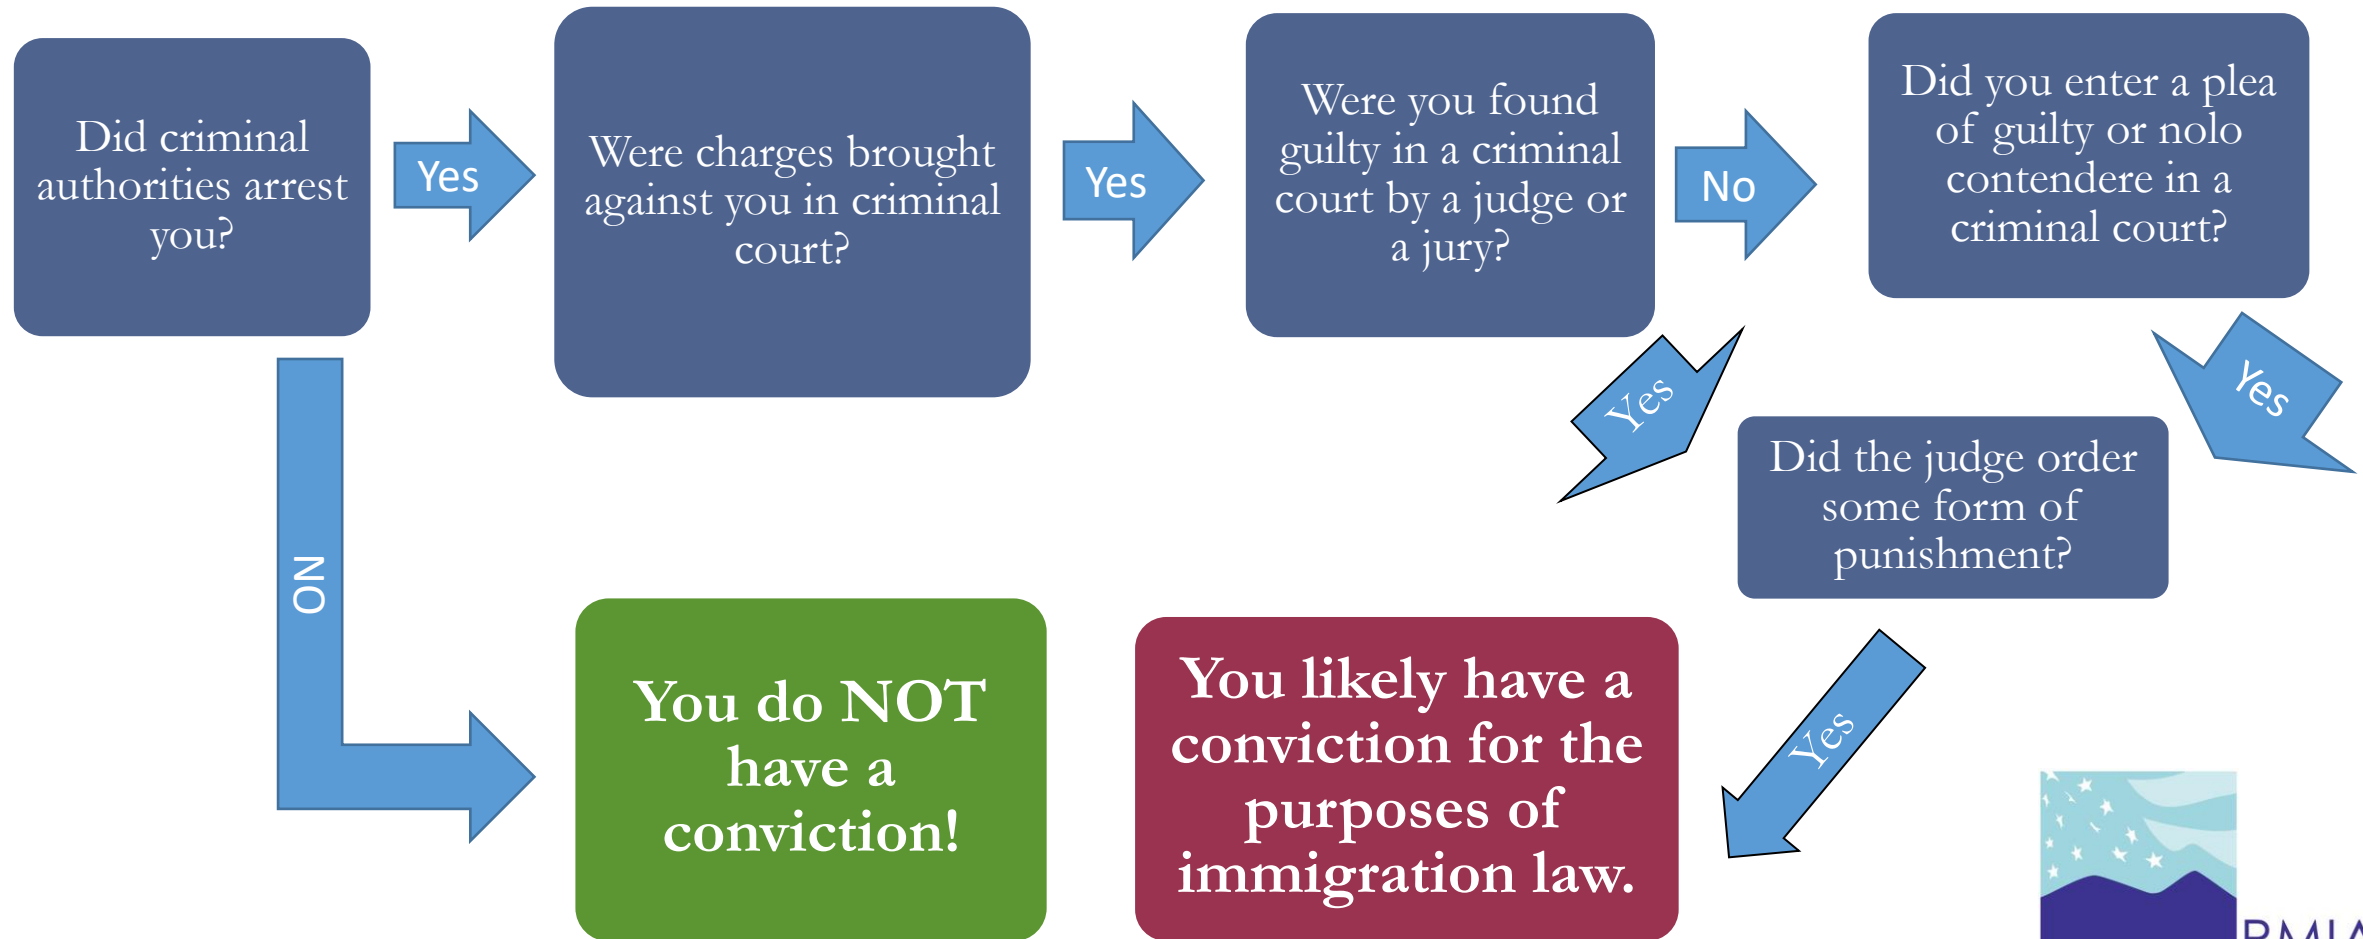 Did criminal
authorities arrest
you?
Yes
Were charges brought
against you in criminal
court?
Yes
Were you found
guilty in a criminal
court by a judge or
a jury?
No
Did you enter a plea
of guilty or nolo
contendere in a
criminal court?
Yes
Yes
Did the judge order
some form of
punishment?
NO
You do NOT
have a
conviction!
You likely have a
conviction for the
purposes of
immigration law.
Yes